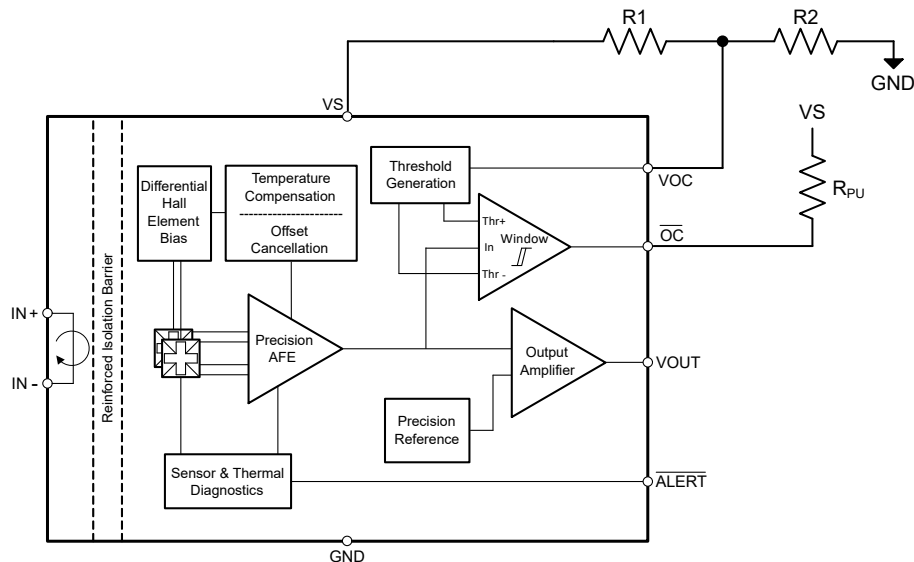 R1
R2
GND
VS
VS
R_PU
VOC
OC
VOUT
ALERT
GND
IN +
IN -
Reinforced Isolation Barrier
Differential
Hall
Element
Bias
Temperature
Compensation
Offset
Cancellation
Threshold
Generation
Thr+
In
Thr -
Window
Precision
AFE
Output
Amplifier
Precision
Reference
Sensor & Thermal
Diagnostics